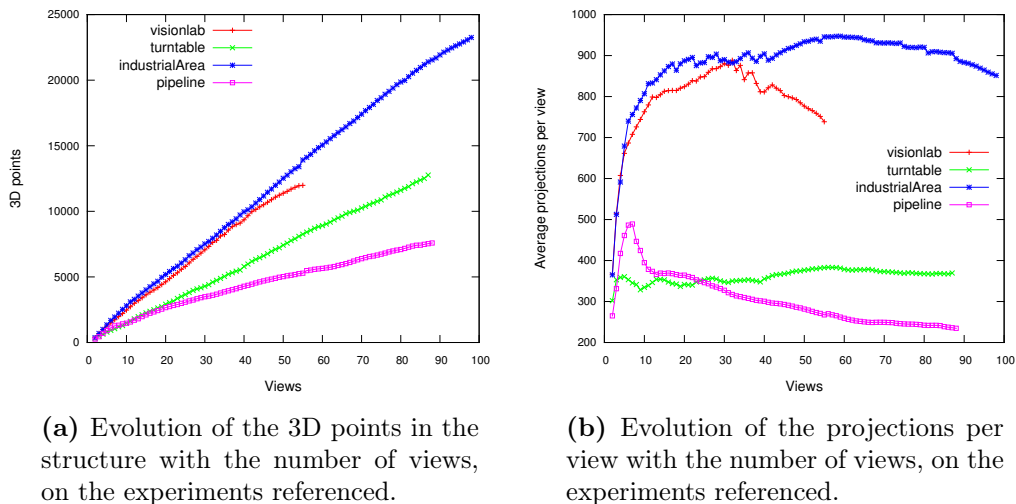 25000
20000
15000
10000
5000
0
3D points
visionlab
turntable
industrialArea
pipeline
0 10 20 30 40 50 60 70 80 90 100
Views
1000
900
800
700
600
500
400
300
200
Average projections per view
visionlab
turntable
industrialArea
pipeline
0 10 20 30 40 50 60 70 80 90 100
Views
(a) Evolution of the 3D points in the
structure with the number of views,
on the experiments referenced.
(b) Evolution of the projections per
view with the number of views, on the
experiments referenced.